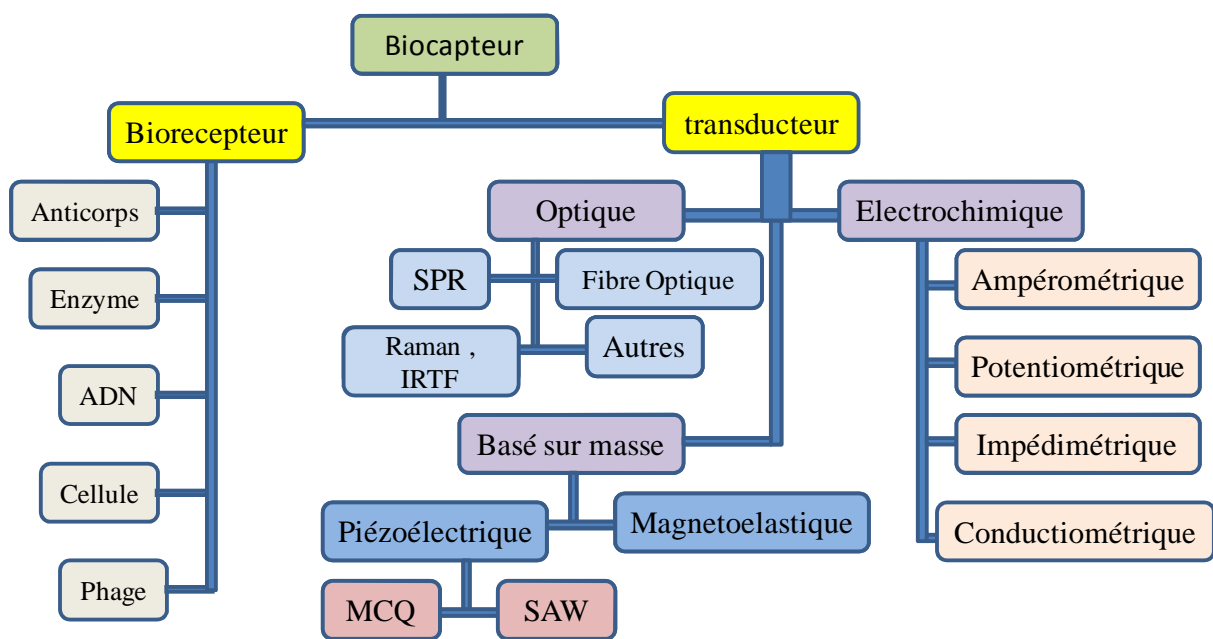 Biocapteur
Biorecepteur
transducteur
Anticorps
Enzyme
ADN
Cellule
Phage
Optique
SPR
Fibre Optique
Raman ,
IRTF
Autres
Basé sur masse
Piézoélectrique
Magnetoelastique
MCQ
SAW
Electrochimique
Ampérométrique
Potentiométrique
Impédimétrique
Conductiométrique